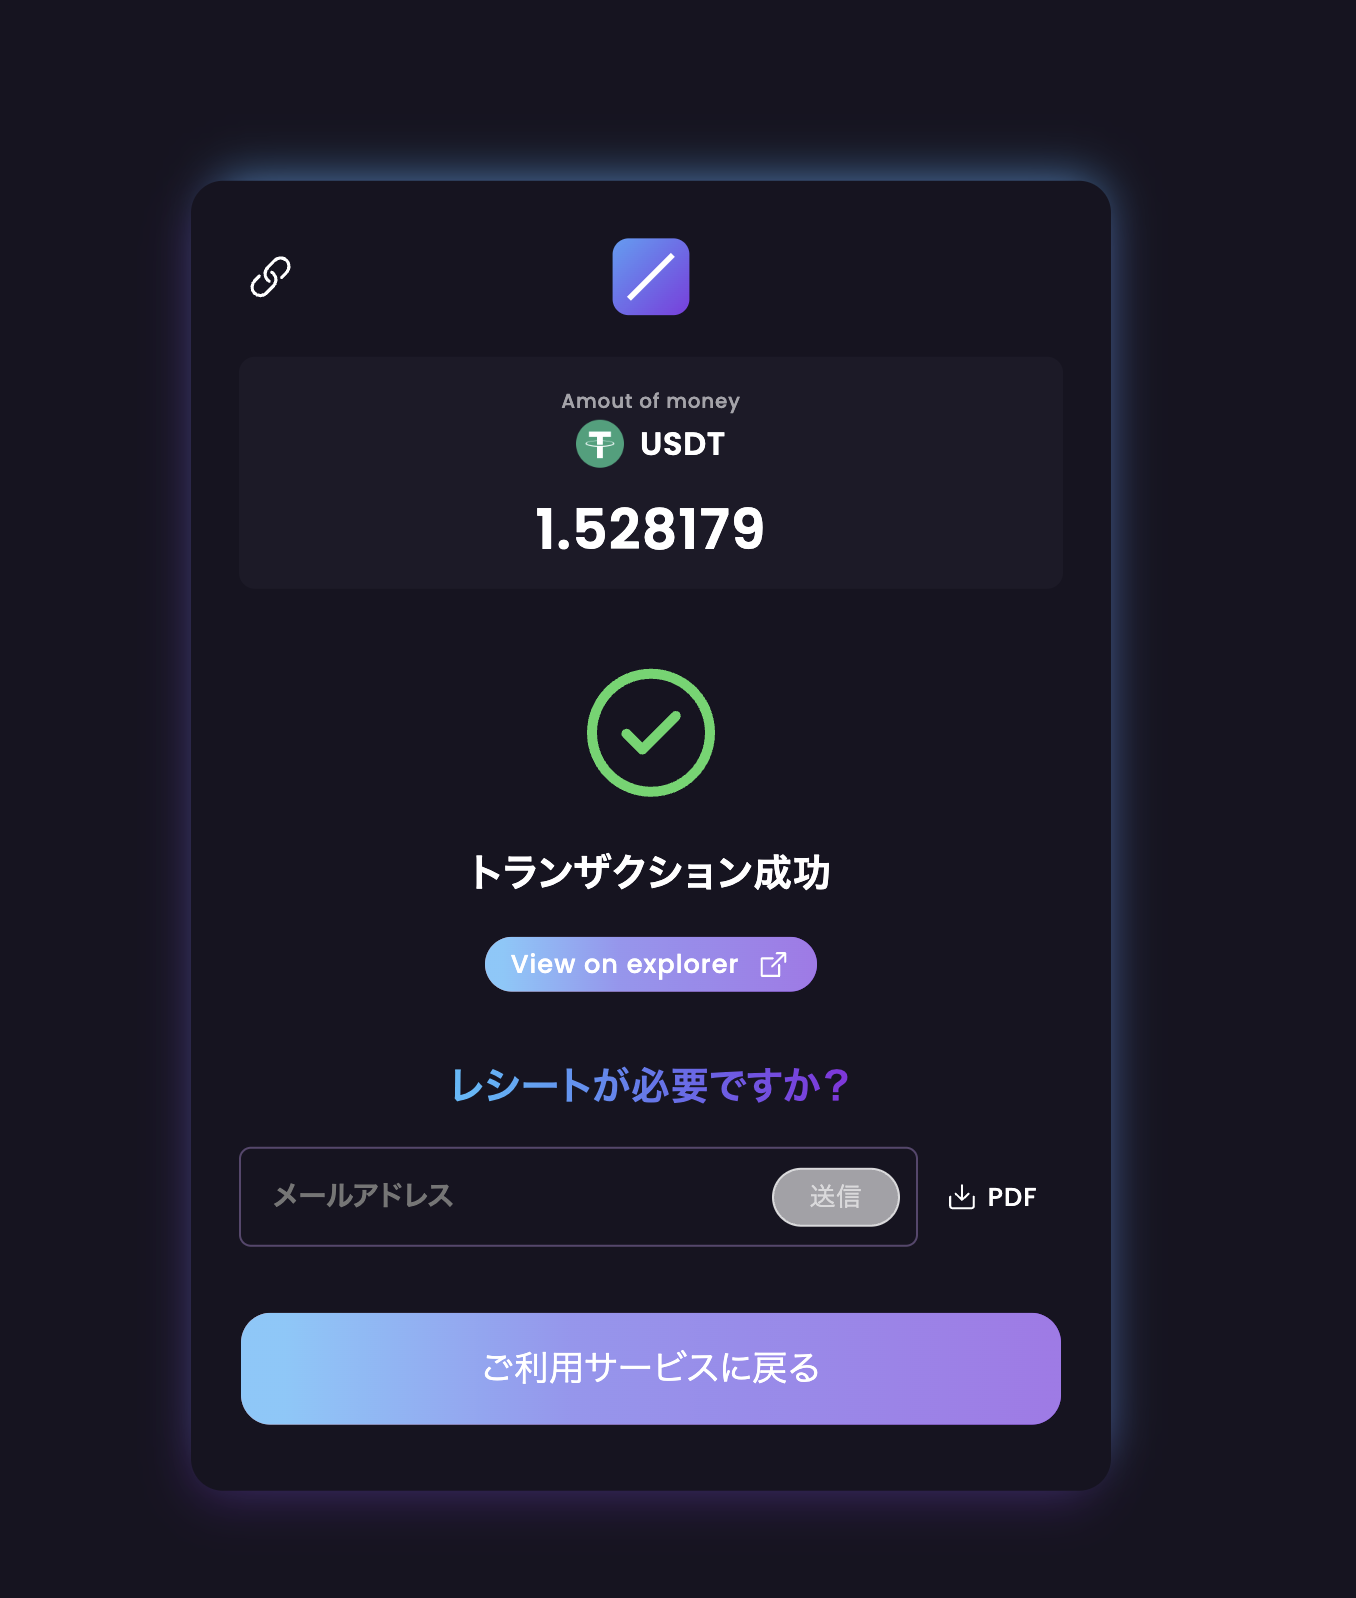 Amout of money
USDT
1.528179
トランザクション成功
View on explorer
レシートが必要ですか？
メールアドレス
送信
PDF
ご利用サービスに戻る